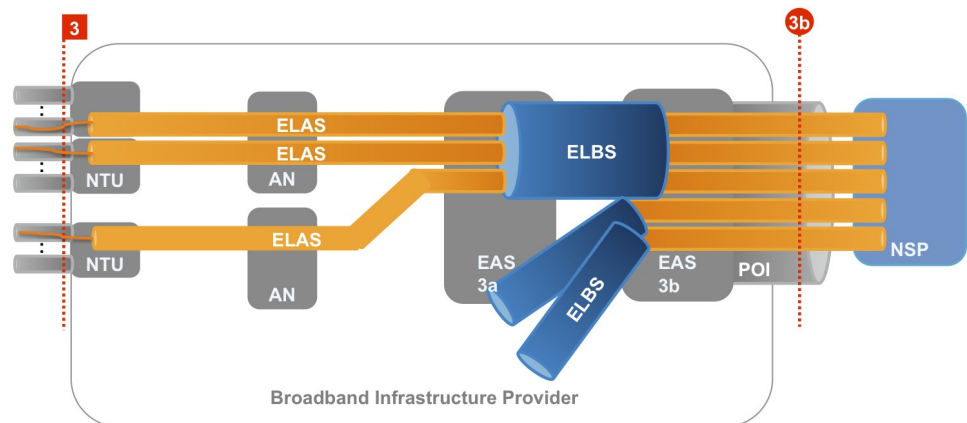 3
3b
ELAS
ELAS
ELBS
NTU
AN
ELAS
NSP
NTU
EAS
3a
EAS
3b
POI
AN
ELBS
Broadband Infrastructure Provider